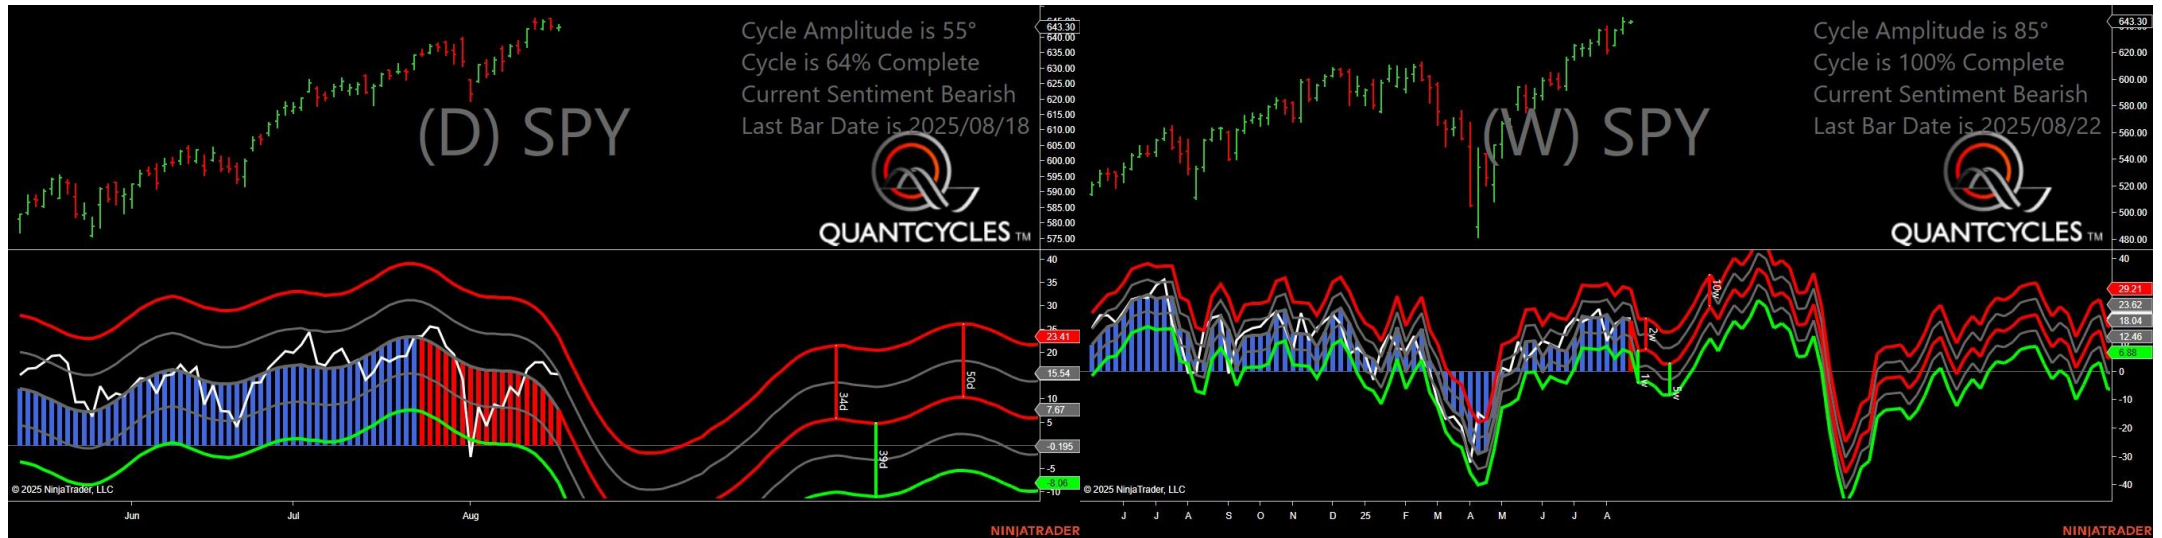 Cycle Amplitude is 55°
Cycle is 64% Complete
Current Sentiment Bearish
Last Bar Date is 2025/08/18
(D) SPY
QUANTCYCLES TM
643.30
640.00
635.00
630.00
625.00
620.00
615.00
610.00
605.00
600.00
595.00
590.00
585.00
580.00
575.00
40
35
30
25
23.41
20
15.54
10
7.67
5
-0.195
-5
-8.06
-10
34d
39d
50d
© 2025 NinjaTrader, LLC
Jun Jul Aug
NINJATRADER
Cycle Amplitude is 85°
Cycle is 100% Complete
Current Sentiment Bearish
Last Bar Date is 2025/08/22
(W) SPY
QUANTCYCLES TM
643.30
620.00
600.00
580.00
560.00
540.00
520.00
500.00
480.00
40
29.21
23.62
18.04
12.46
6.88
0
-10
-20
-30
-40
10w
2w
1w
5w
© 2025 NinjaTrader, LLC
J J A S O N D 25 F M A M J J A
NINJATRADER